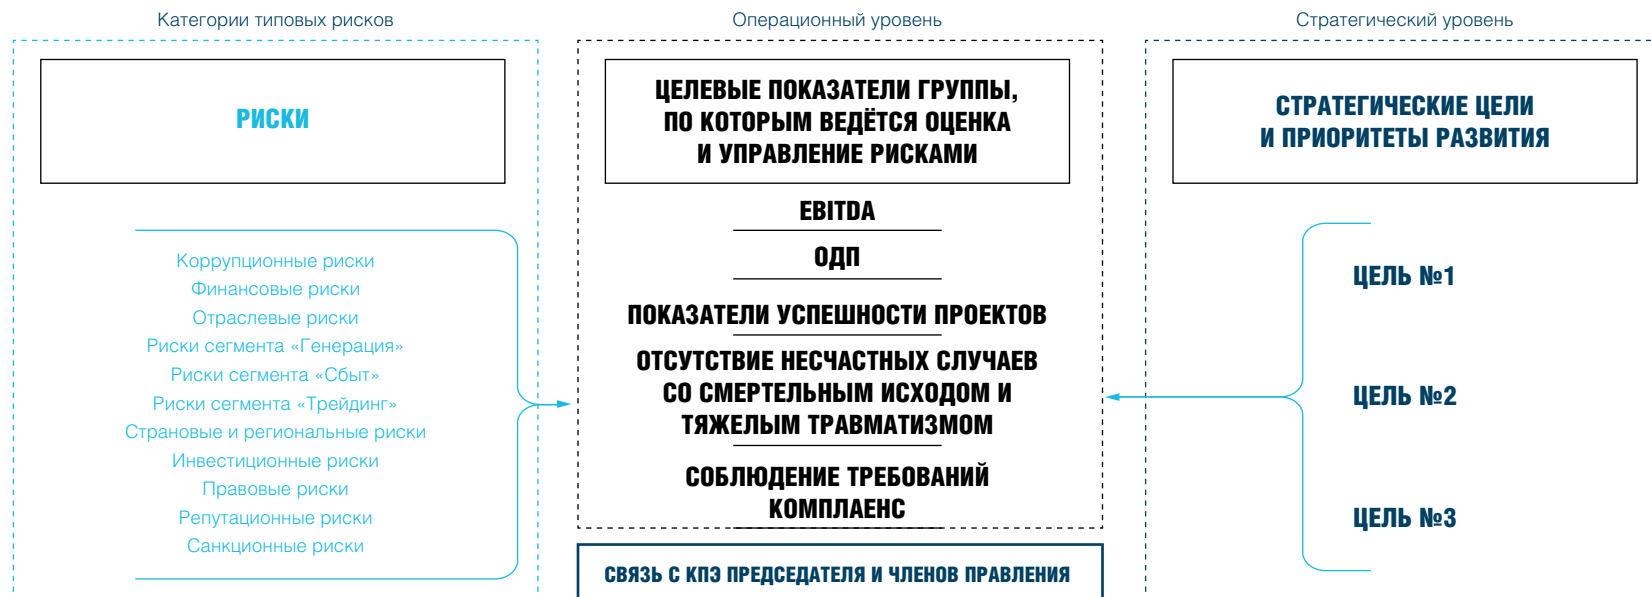 Категории типовых рисков
РИСКИ
Коррупционные риски
Финансовые риски
Отраслевые риски
Риски сегмента «Генерация»
Риски сегмента «Сбыт»
Риски сегмента «Трейдинг»
Страновые и региональные риски
Инвестиционные риски
Правовые риски
Репутационные риски
Санкционные риски
Операционный уровень
ЦЕЛЕВЫЕ ПОКАЗАТЕЛИ ГРУППЫ,
ПО КОТОРЫМ ВЕДЁТСЯ ОЦЕНКА
И УПРАВЛЕНИЕ РИСКАМИ
EBITDA
ОДП
ПОКАЗАТЕЛИ УСПЕШНОСТИ ПРОЕКТОВ
ОТСУТСТВИЕ НЕСЧАСТНЫХ СЛУЧАЕВ
СО СМЕРТЕЛЬНЫМ ИСХОДОМ И
ТЯЖЕЛЫМ ТРАВМАТИЗМОМ
СОБЛЮДЕНИЕ ТРЕБОВАНИЙ
КОМПЛАЕНС
СВЯЗЬ С КПЭ ПРЕДСЕДАТЕЛЯ И ЧЛЕНОВ ПРАВЛЕНИЯ
Стратегический уровень
СТРАТЕГИЧЕСКИЕ ЦЕЛИ
И ПРИОРИТЕТЫ РАЗВИТИЯ
ЦЕЛЬ №1
ЦЕЛЬ №2
ЦЕЛЬ №3